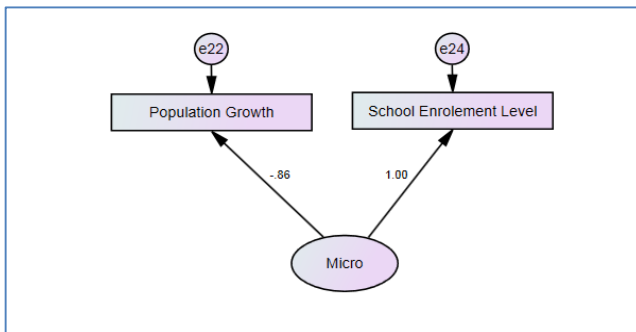 e22
e24
Population Growth
School Enrolement Level
-.86
1.00
Micro